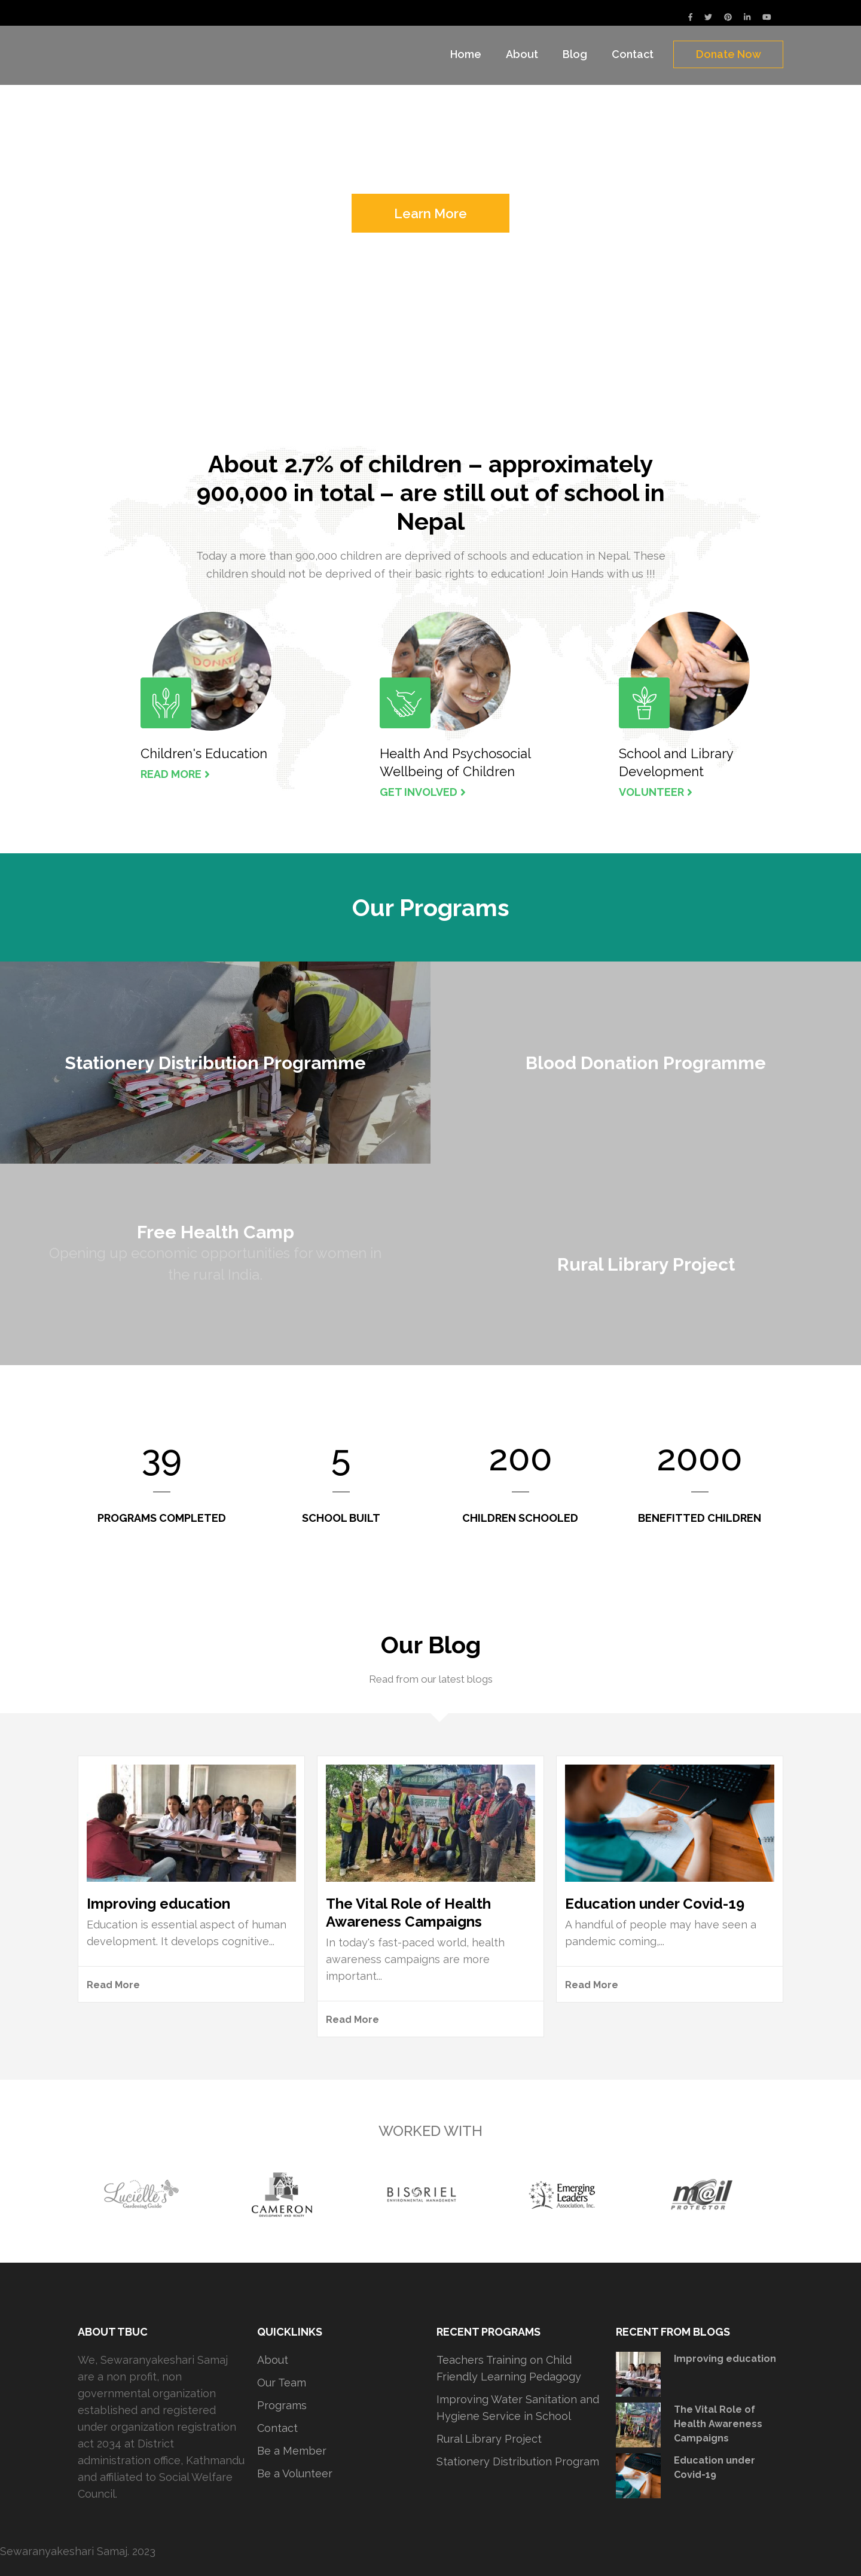 Home About Blog Contact Donate Now
Learn More
About 2.7% of children – approximately
900,000 in total – are still out of school in
Nepal
Today a more than 900,000 children are deprived of schools and education in Nepal. These
children should not be deprived of their basic rights to education! Join Hands with us !!!
DONATE
Children's Education
READ MORE
Health And Psychosocial
Wellbeing of Children
GET INVOLVED
School and Library
Development
VOLUNTEER
Our Programs
Stationery Distribution Programme
Blood Donation Programme
Free Health Camp
Opening up economic opportunities for women in
the rural India.
Rural Library Project
39
PROGRAMS COMPLETED
5
SCHOOL BUILT
200
CHILDREN SCHOOLED
2000
BENEFITTED CHILDREN
Our Blog
Read from our latest blogs
Improving education
Education is essential aspect of human
development. It develops cognitive...
Read More
The Vital Role of Health
Awareness Campaigns
In today's fast-paced world, health
awareness campaigns are more
important...
Read More
Education under Covid-19
A handful of people may have seen a
pandemic coming,...
Read More
WORKED WITH
Lucielle's
Gardening Guide
CAMERON
DEVELOPMENT AND REALTY
BISORIEL
ENVIRONMENTAL MANAGEMENT
Emerging
Leaders
Association, Inc.
m@il
PROTECTOR
ABOUT TBUC
We, Sewaranyakeshari Samaj
are a non profit, non
governmental organization
established and registered
under organization registration
act 2034 at District
administration office, Kathmandu
and affiliated to Social Welfare
Council.
QUICKLINKS
About
Our Team
Programs
Contact
Be a Member
Be a Volunteer
RECENT PROGRAMS
Teachers Training on Child
Friendly Learning Pedagogy
Improving Water Sanitation and
Hygiene Service in School
Rural Library Project
Stationery Distribution Program
RECENT FROM BLOGS
Improving education
The Vital Role of
Health Awareness
Campaigns
Education under
Covid-19
Sewaranyakeshari Samaj. 2023